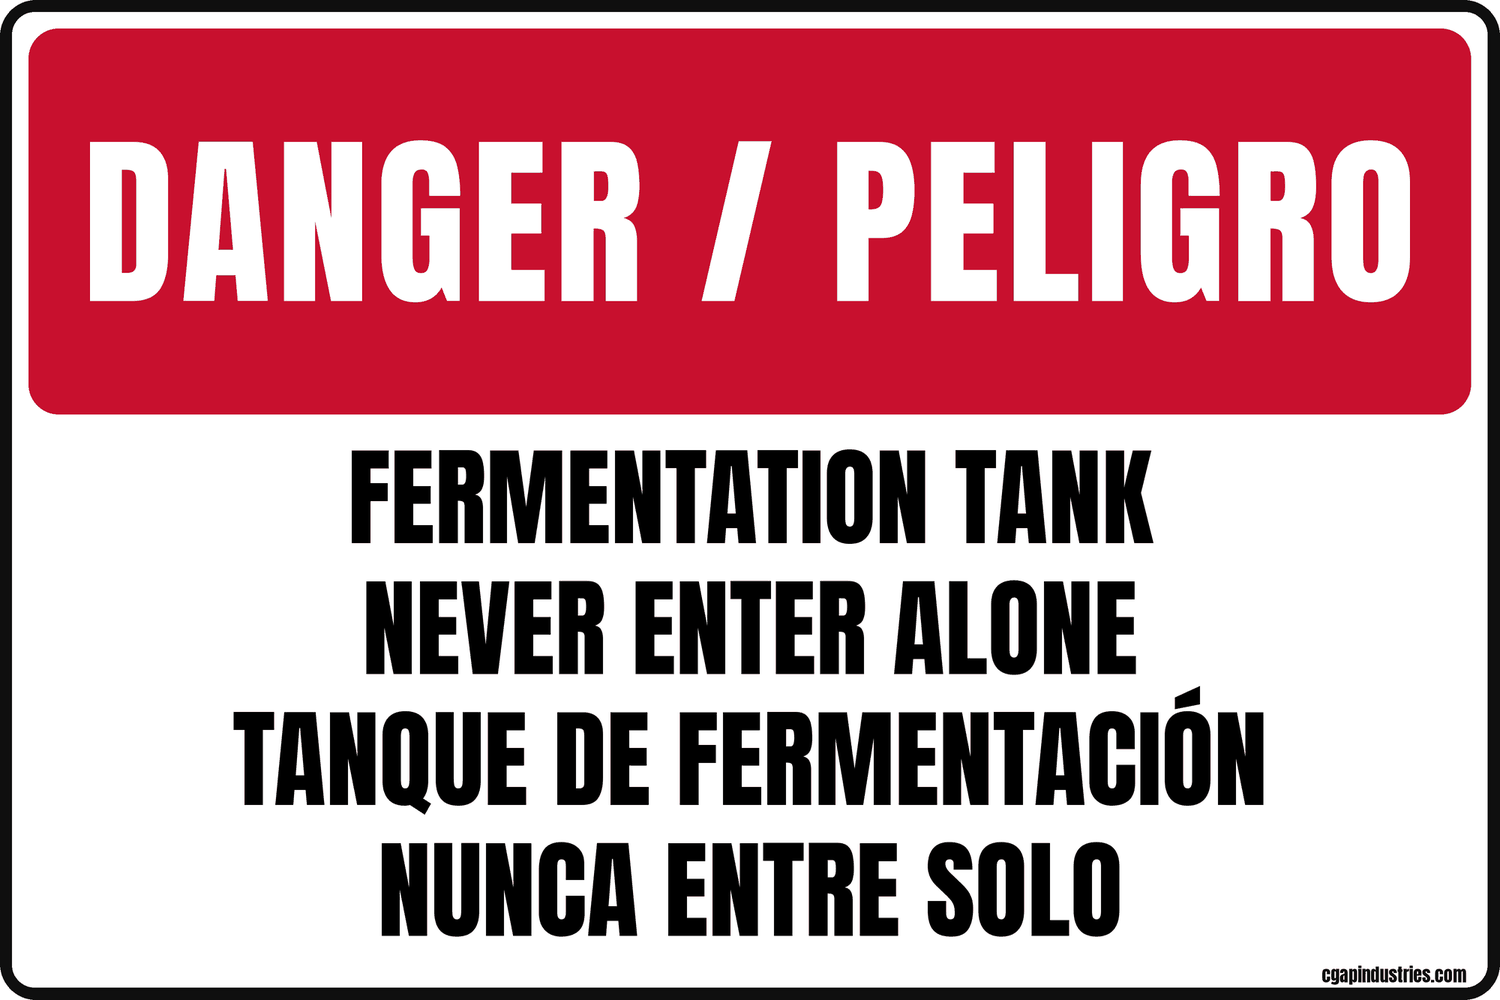 DANGER / PELIGRO
FERMENTATION TANK
NEVER ENTER ALONE
TANQUE DE FERMENTACIÓN
NUNCA ENTRE SOLO
cgapindustries.com